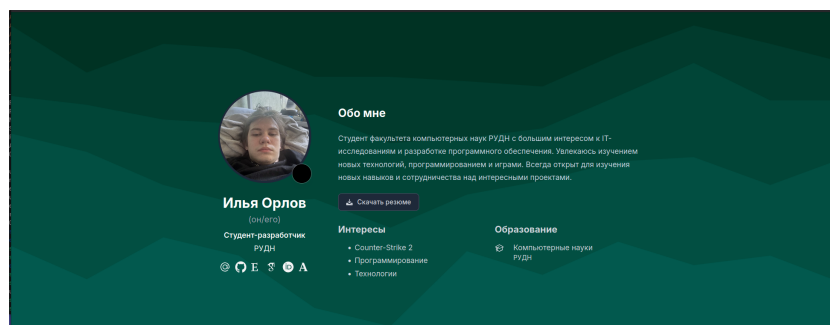 Обо мне
Студент факультета компьютерных наук РУДН с большим интересом к IT-
исследованиям и разработке программного обеспечения. Увлекаюсь изучением
новых технологий, программированием и играми. Всегда открыт для изучения
новых навыков и сотрудничества над интересными проектами.
Скачать резюме
Илья Орлов
(он/его)
Студент-разработчик
РУДН
Интересы
• Counter-Strike 2
• Программирование
• Технологии
Образование
Компьютерные науки
РУДН